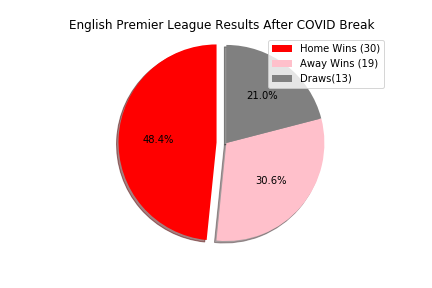 English Premier League Results After COVID Break
Home Wins (30)
Away Wins (19)
Draws(13)
21.0%
48.4%
30.6%